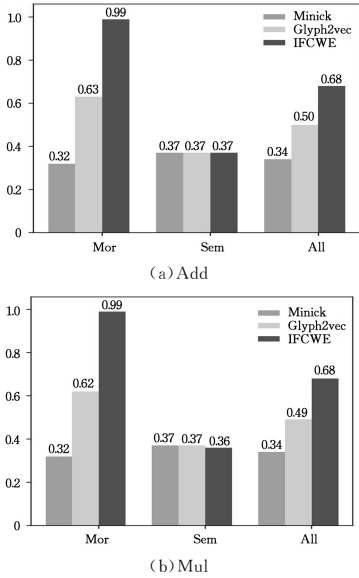 1.0
0.8
0.6
0.4
0.2
0
0.32
0.63
0.99
0.37 0.37 0.37
0.34
0.50
0.68
Minick
Glyph2vec
IFCWE
Mor Sem All
(a)Add
1.0
0.8
0.6
0.4
0.2
0
0.32
0.62
0.99
0.37 0.37 0.36
0.34
0.49
0.68
Minick
Glyph2vec
IFCWE
Mor Sem All
(b)Mul